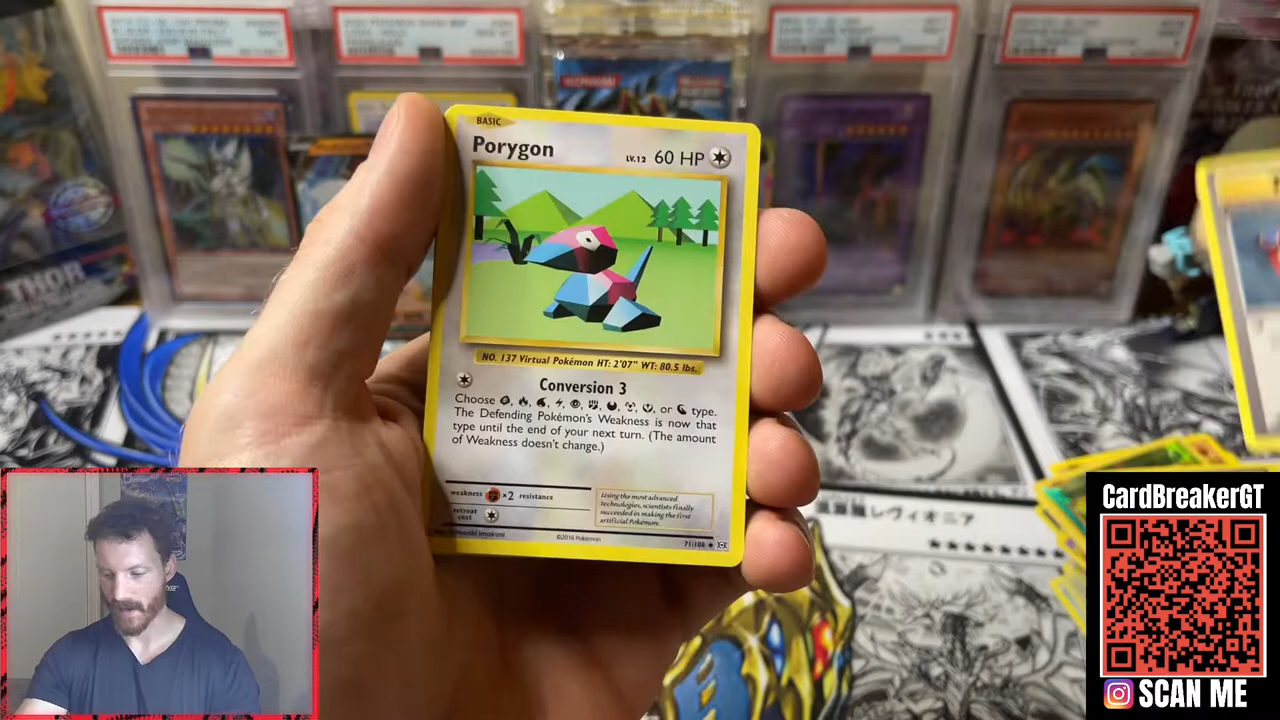 BASIC
Porygon
LV.12 60 HP
NO. 137 Virtual Pokémon HT: 2'07" WT: 80.5 lbs.
Conversion 3
Choose , , , , , , , , , or type.
The Defending Pokémon's Weakness is now that
type until the end of your next turn. (The amount
of Weakness doesn't change.)
weakness ×2 resistance
retreat
cost
Using the most advanced
technologies, scientists finally
succeeded in making the first
artificial Pokémon.
©2016 Pokémon
71/108
THOR
CardBreakerGT
SCAN ME